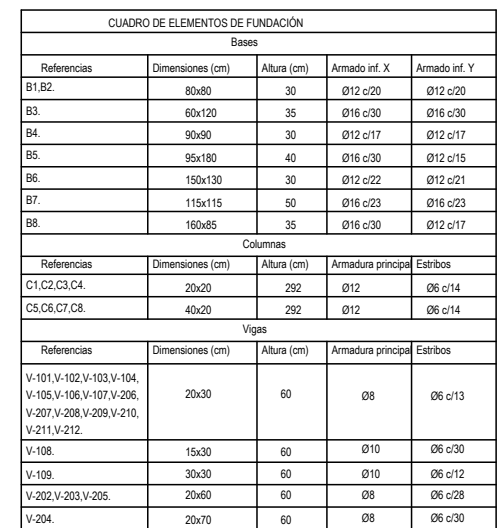 CUADRO DE ELEMENTOS DE FUNDACIÓN
Bases
Referencias Dimensiones (cm) Altura (cm) Armado inf. X Armado inf. Y
B1,B2. 80x80 30 Ø12 c/20 Ø12 c/20
B3. 60x120 35 Ø16 c/30 Ø16 c/30
B4. 90x90 30 Ø12 c/17 Ø12 c/17
B5. 95x180 40 Ø16 c/30 Ø12 c/15
B6. 150x130 30 Ø12 c/22 Ø12 c/21
B7. 115x115 50 Ø16 c/23 Ø16 c/23
B8. 160x85 35 Ø16 c/30 Ø12 c/17
Columnas
Referencias Dimensiones (cm) Altura (cm) Armadura principal Estribos
C1,C2,C3,C4. 20x20 292 Ø12 Ø6 c/14
C5,C6,C7,C8. 40x20 292 Ø12 Ø6 c/14
Vigas
Referencias Dimensiones (cm) Altura (cm) Armadura principal Estribos
V-101,V-102,V-103,V-104,
V-105,V-106,V-107,V-206, 20x30 60 Ø8 Ø6 c/13
V-207,V-208,V-209,V-210,
V-211,V-212.
V-108. 15x30 60 Ø10 Ø6 c/30
V-109. 30x30 60 Ø10 Ø6 c/12
V-202,V-203,V-205. 20x60 60 Ø8 Ø6 c/28
V-204. 20x70 60 Ø8 Ø6 c/30